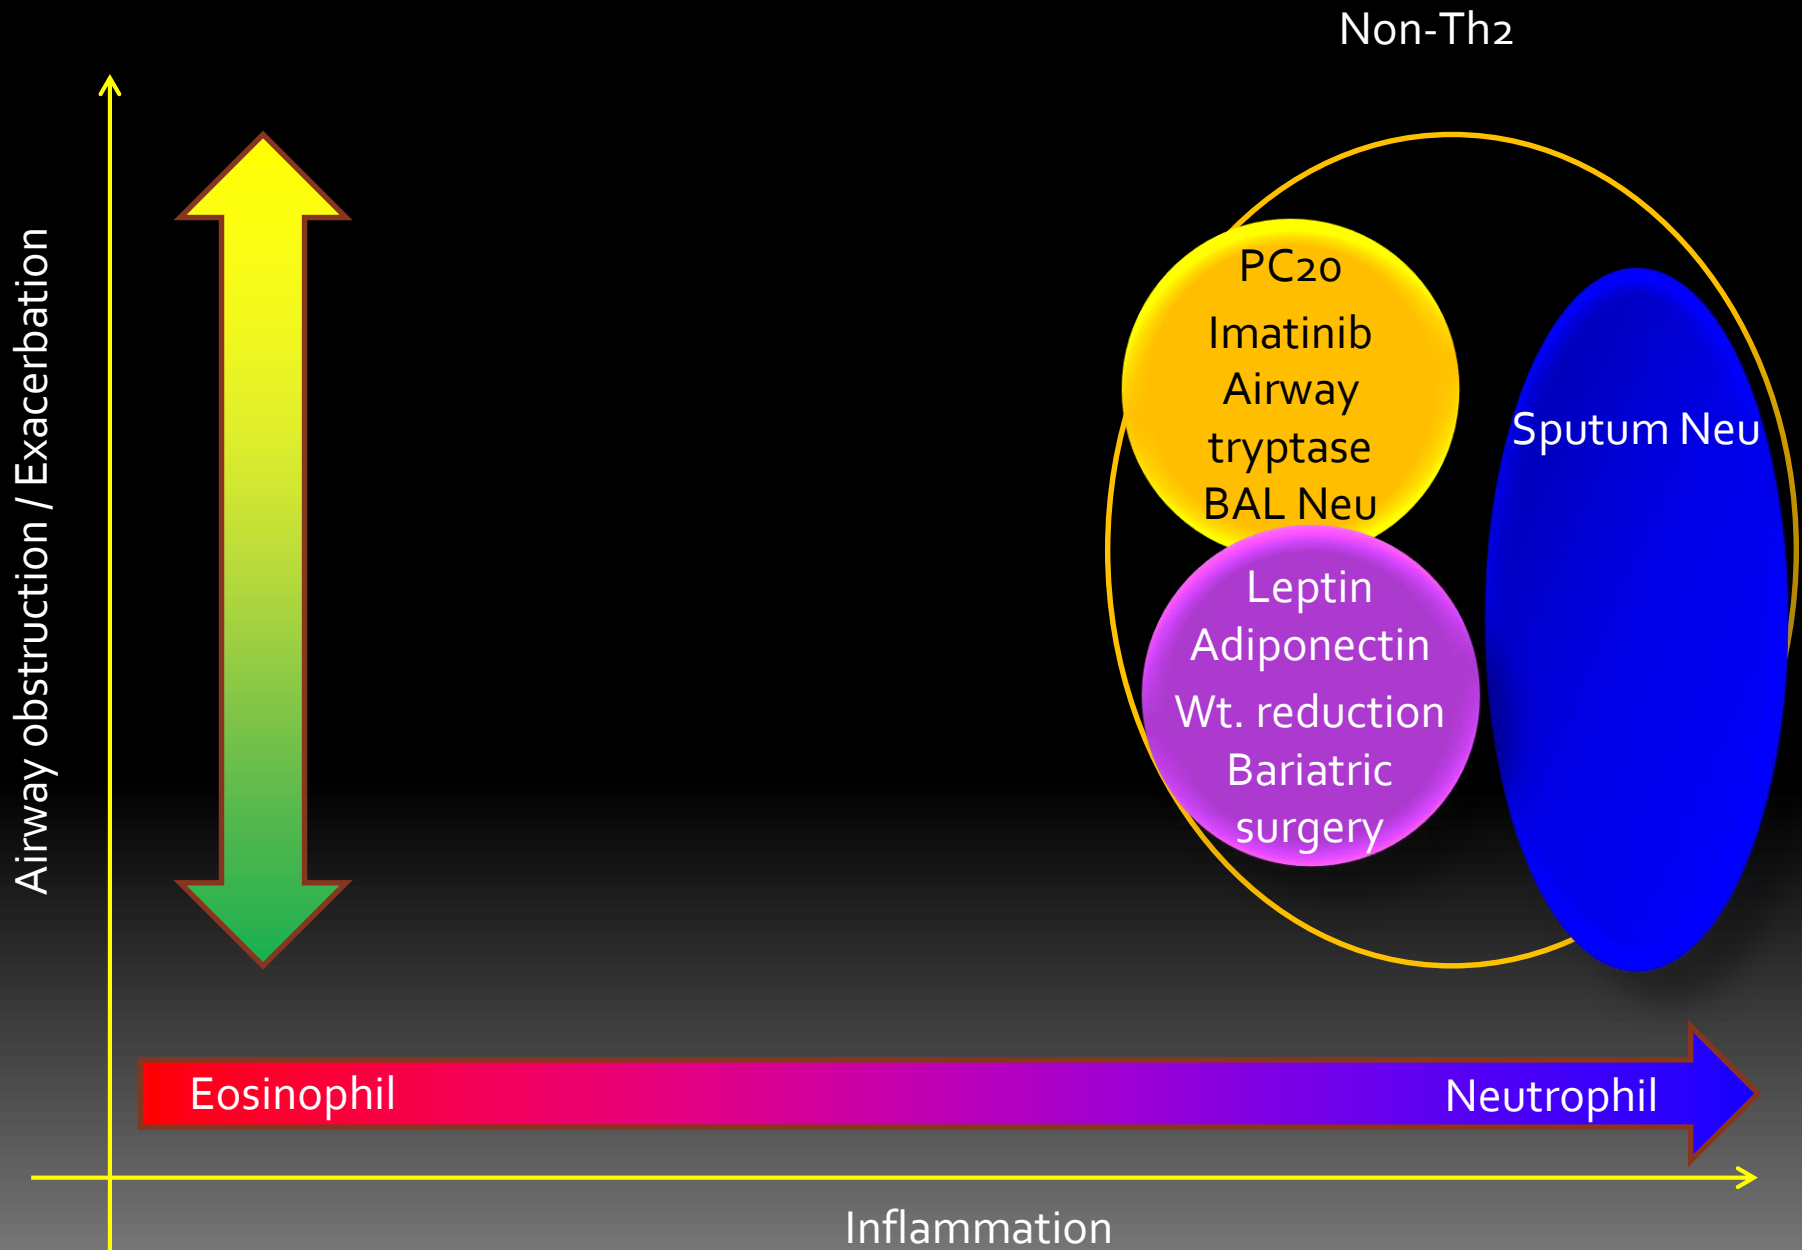 Non-Th2
Airway obstruction / Exacerbation
PC20
Imatinib
Airway
tryptase
BAL Neu
Sputum Neu
Leptin
Adiponectin
Wt. reduction
Bariatric
surgery
Eosinophil
Neutrophil
Inflammation